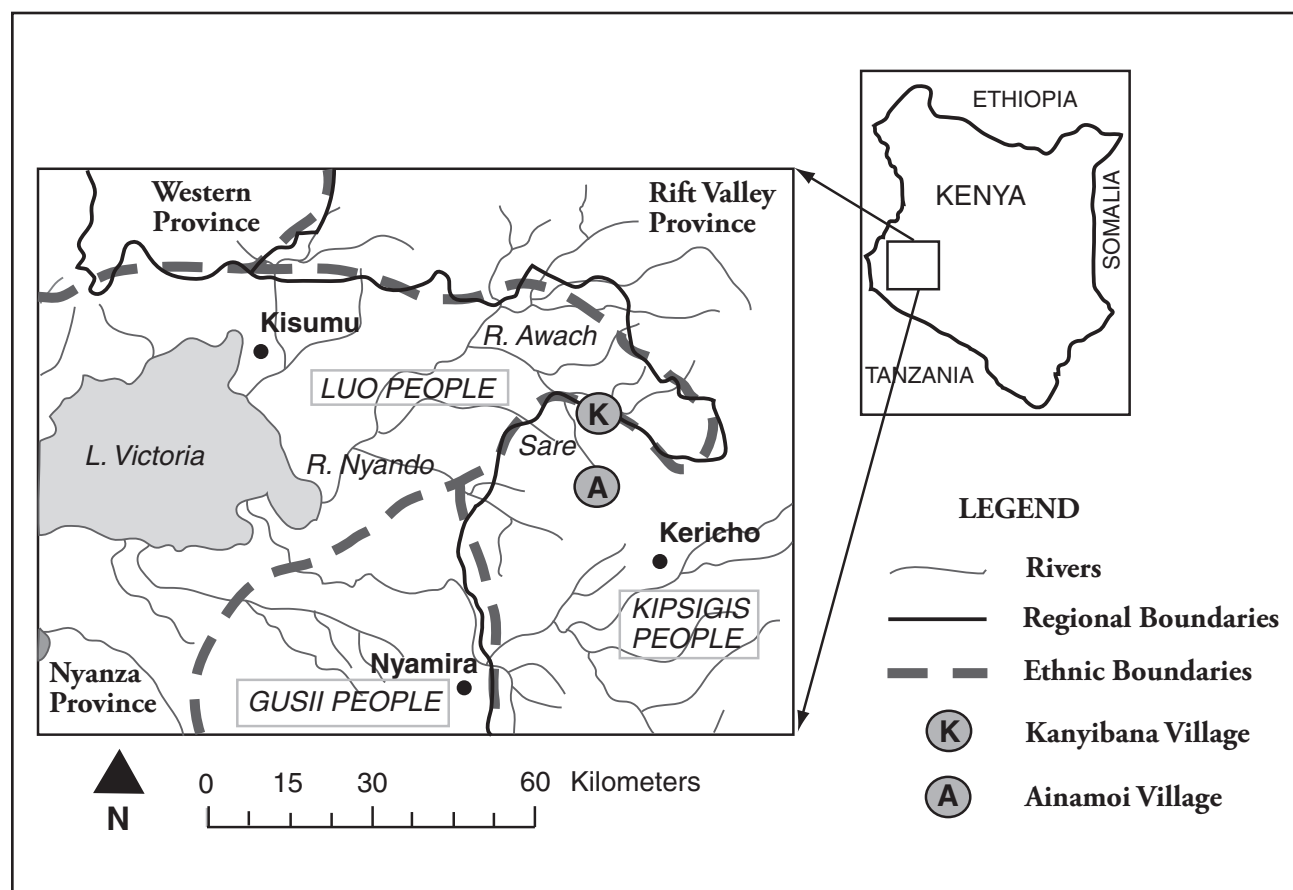 ETHIOPIA
KENYA
SOMALIA
TANZANIA
Western
Province
Rift Valley
Province
Kisumu
R. Awach
LUO PEOPLE
K
L. Victoria
R. Nyando
Sare
A
Kericho
KIPSIGIS
PEOPLE
Nyamira
Nyanza
Province
GUSII PEOPLE
N
0 15 30 60 Kilometers
LEGEND
Rivers
Regional Boundaries
Ethnic Boundaries
K Kanyibana Village
A Ainamoi Village